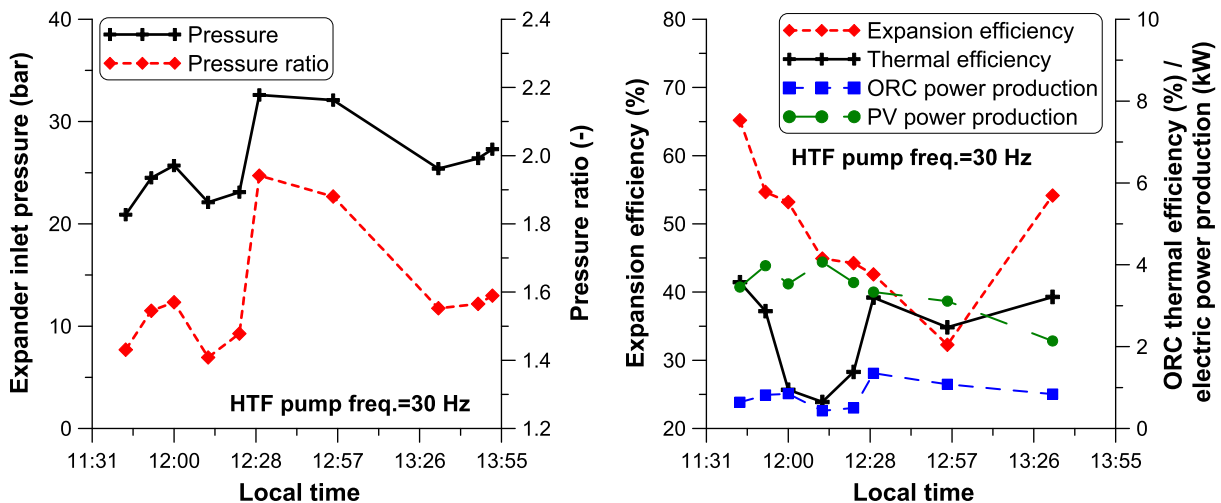 40
30
20
10
0
Expander inlet pressure (bar)
Pressure
Pressure ratio
2.4
2.2
2.0
1.8
1.6
1.4
1.2
Pressure ratio (-)
HTF pump freq.=30 Hz
11:31 12:00 12:28 12:57 13:26 13:55
Local time
80
70
60
50
40
30
20
Expansion efficiency (%)
Expansion efficiency
Thermal efficiency
ORC power production
PV power production
HTF pump freq.=30 Hz
10
8
6
4
2
0
ORC thermal efficiency (%) /
electric power production (kW)
11:31 12:00 12:28 12:57 13:26 13:55
Local time